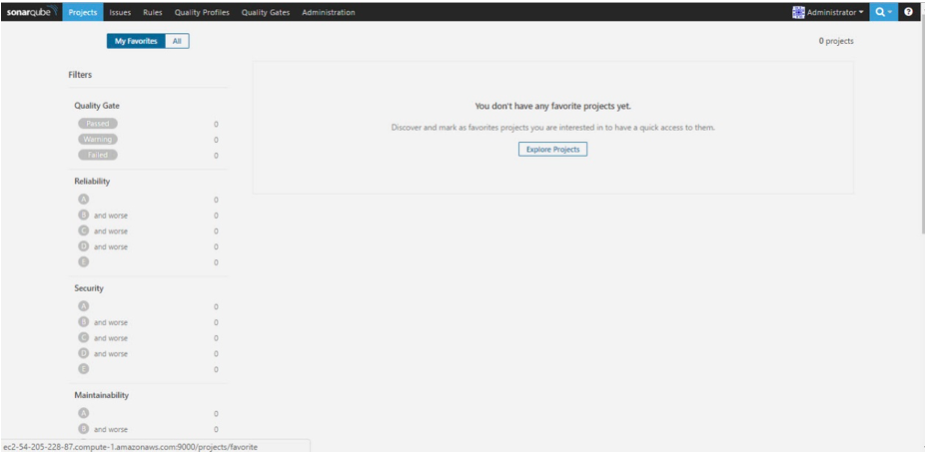 sonarqube Projects Issues Rules Quality Profiles Quality Gates Administration Administrator ?
My Favorites All 0 projects
Filters
You don't have any favorite projects yet.
Discover and mark as favorites projects you are interested in to have a quick access to them.
Explore Projects
Quality Gate
Passed 0
Warning 0
Failed 0
Reliability
A 0
B and worse 0
C and worse 0
D and worse 0
E 0
Security
A 0
B and worse 0
C and worse 0
D and worse 0
E 0
Maintainability
A 0
B and worse 0
ec2-54-205-228-87.compute-1.amazonaws.com:9000/projects/favorite